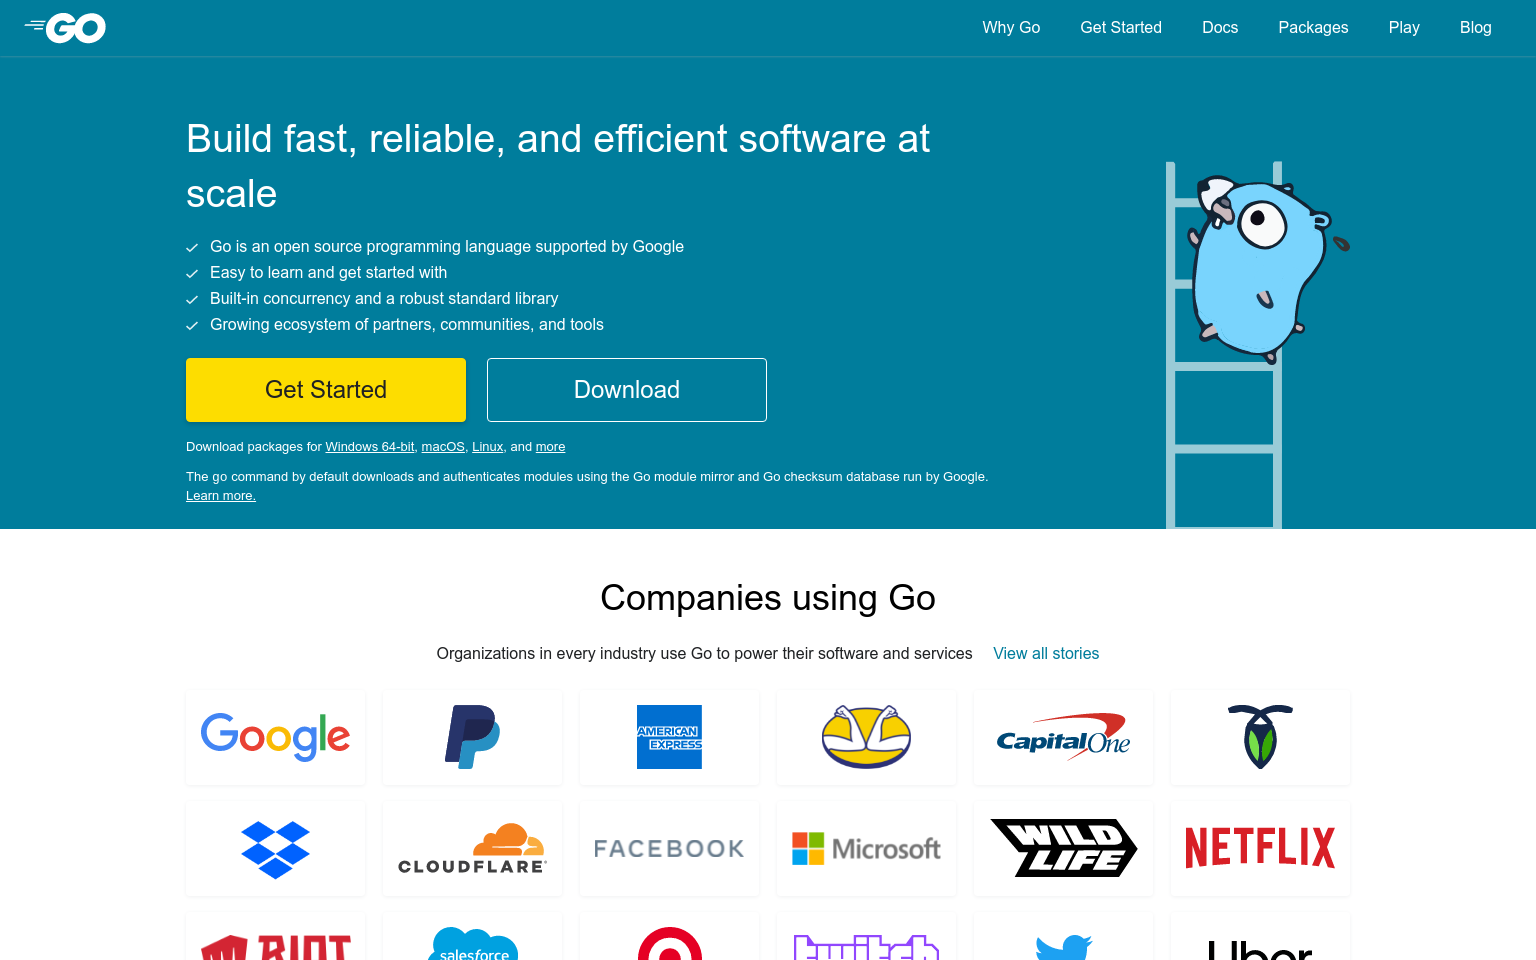 GO
Why Go
Get Started
Docs
Packages
Play
Blog
Build fast, reliable, and efficient software at
scale
Go is an open source programming language supported by Google
Easy to learn and get started with
Built-in concurrency and a robust standard library
Growing ecosystem of partners, communities, and tools
Get Started
Download
Download packages for Windows 64-bit, macOS, Linux, and more
The go command by default downloads and authenticates modules using the Go module mirror and Go checksum database run by Google.
Learn more.
Companies using Go
Organizations in every industry use Go to power their software and services
View all stories
Google
AMERICAN
EXPRESS
Capital One
CLOUDFLARE
FACEBOOK
Microsoft
WILD
LIFE
NETFLIX
RIOT
salesforce
twitch
Uber